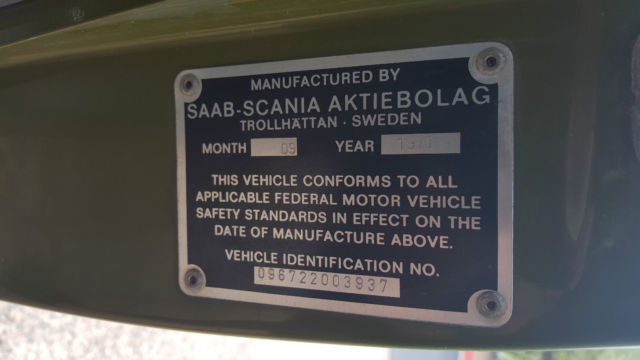 MANUFACTURED BY
SAAB-SCANIA AKTIEBOLAG
TROLLHÄTTAN · SWEDEN
MONTH 09 YEAR
THIS VEHICLE CONFORMS TO ALL
APPLICABLE FEDERAL MOTOR VEHICLE
SAFETY STANDARDS IN EFFECT ON THE
DATE OF MANUFACTURE ABOVE.
VEHICLE IDENTIFICATION NO.
096722003937